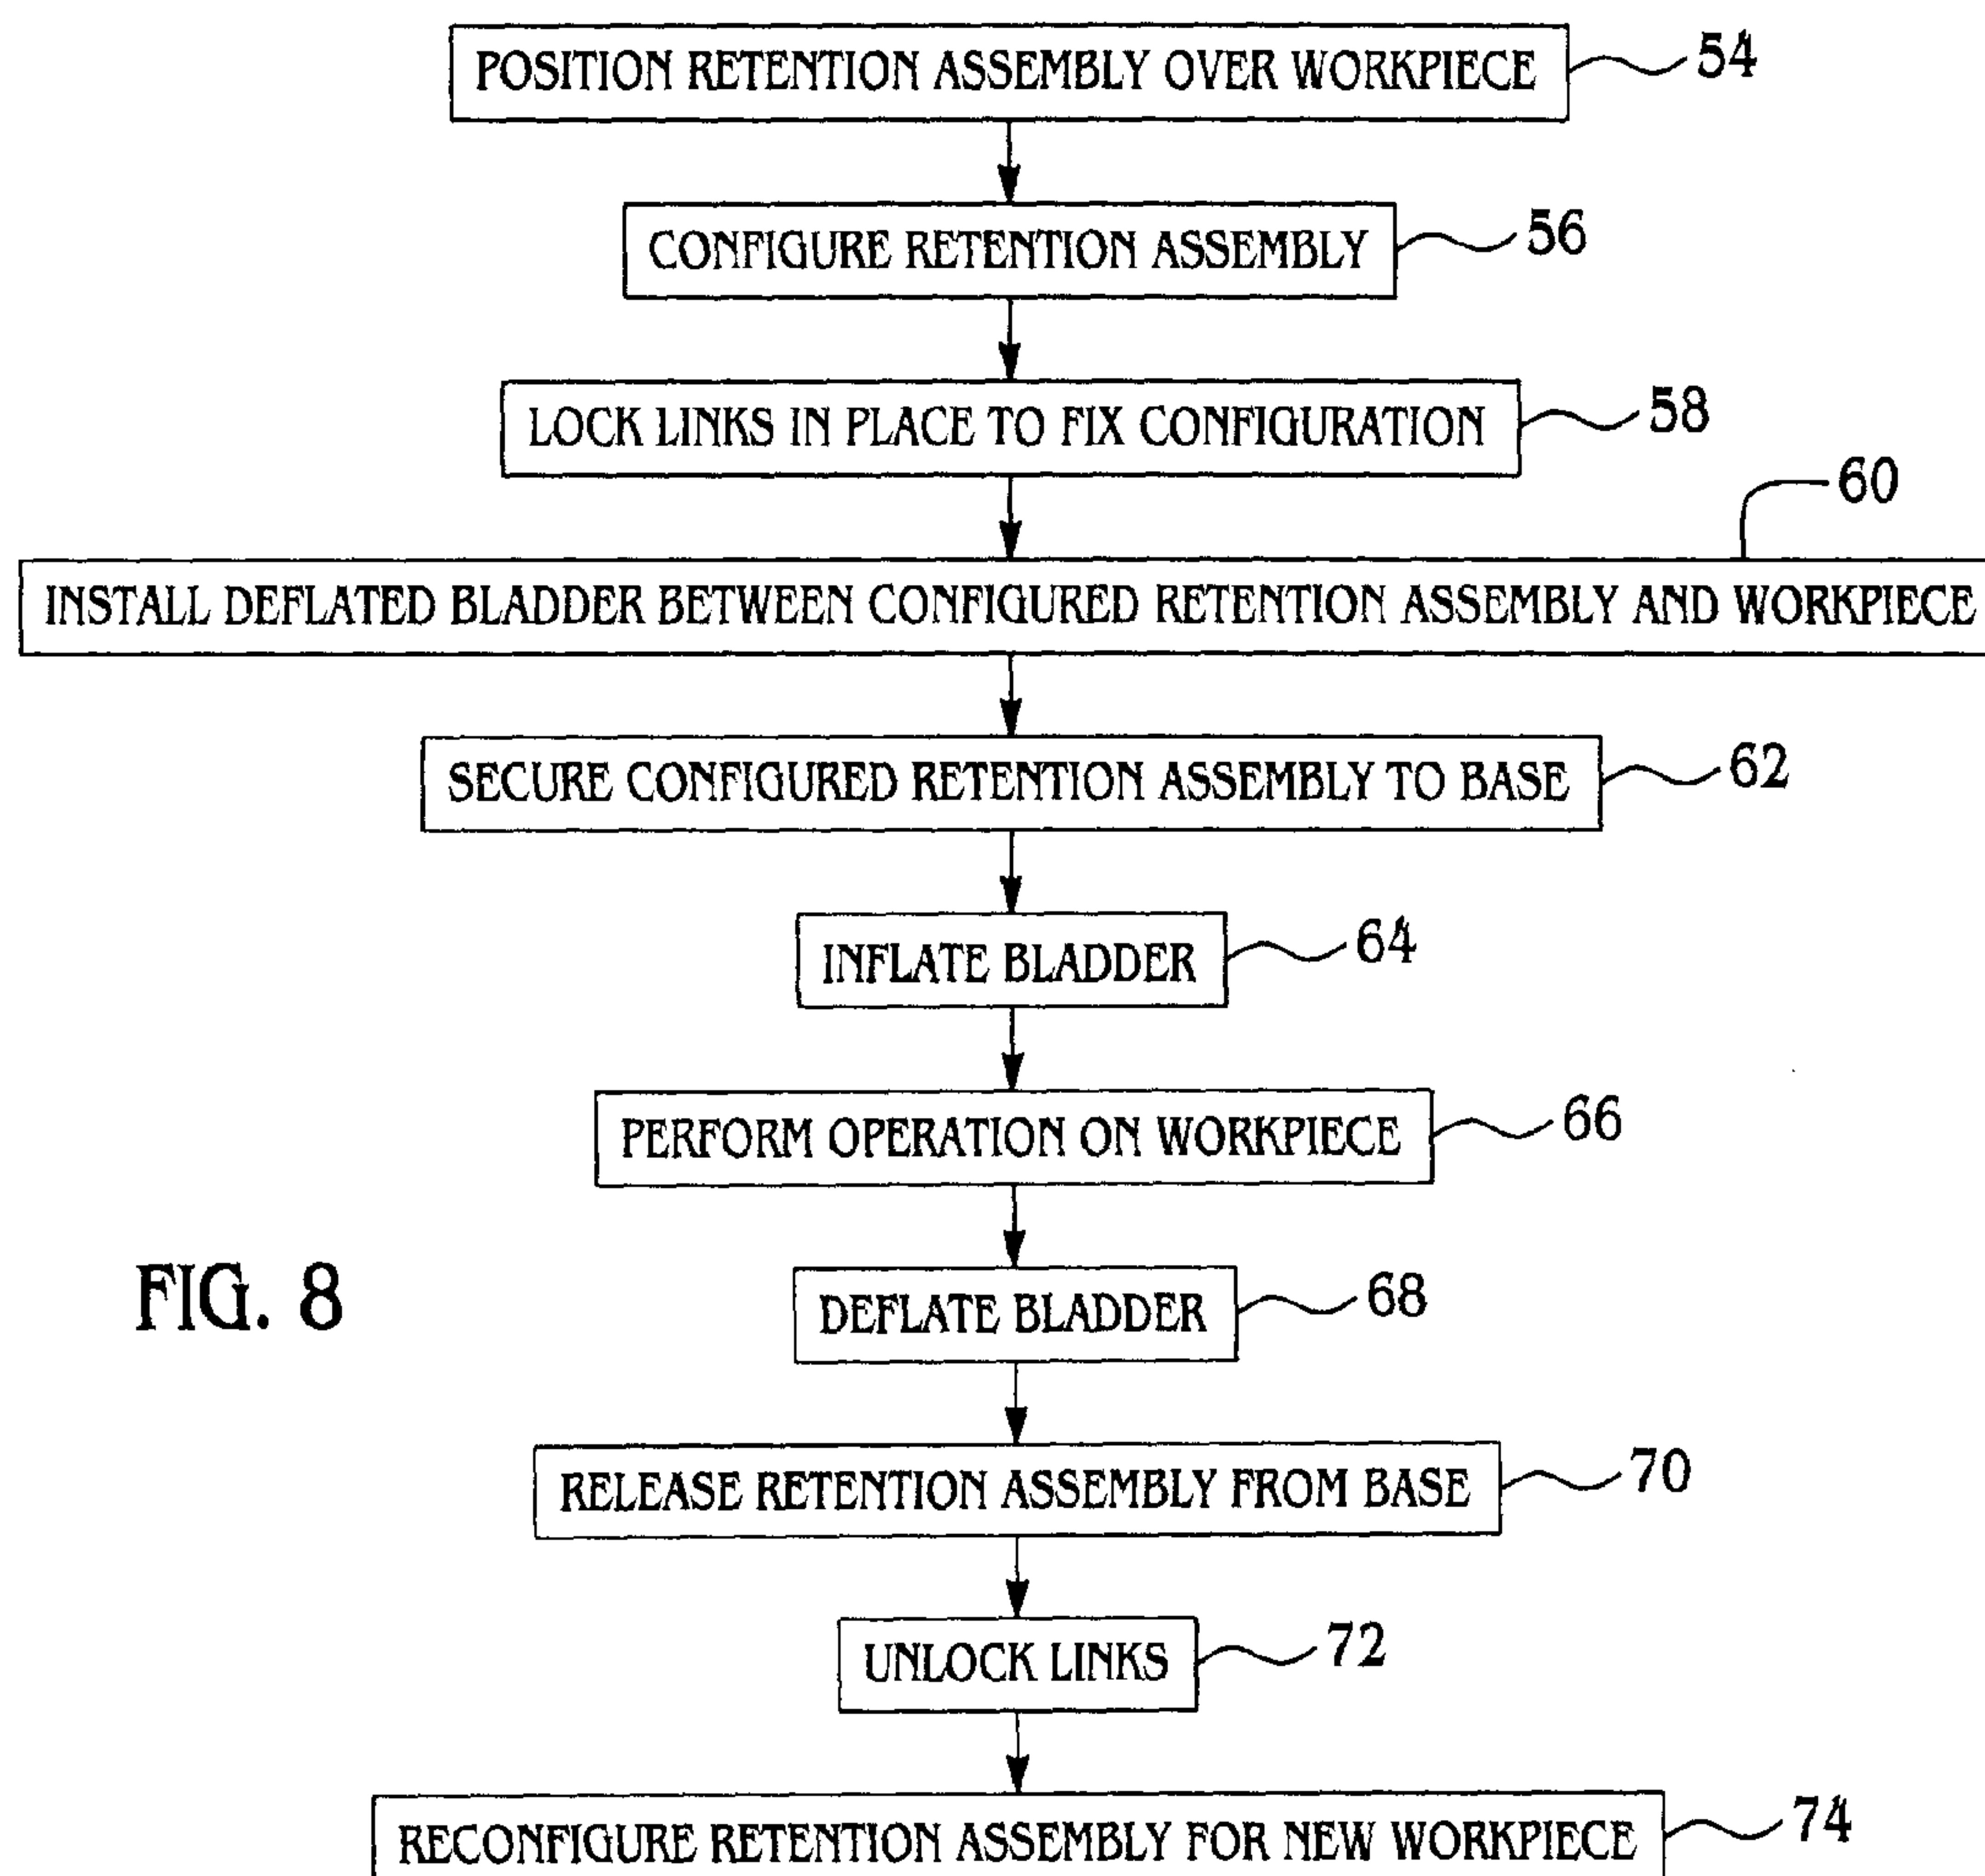 POSITION RETENTION ASSEMBLY OVER WORKPIECE 54
CONFIGURE RETENTION ASSEMBLY 56
LOCK LINKS IN PLACE TO FIX CONFIGURATION 58
60
INSTALL DEFLATED BLADDER BETWEEN CONFIGURED RETENTION ASSEMBLY AND WORKPIECE
SECURE CONFIGURED RETENTION ASSEMBLY TO BASE 62
INFLATE BLADDER 64
PERFORM OPERATION ON WORKPIECE 66
DEFLATE BLADDER 68
FIG. 8
RELEASE RETENTION ASSEMBLY FROM BASE 70
UNLOCK LINKS 72
RECONFIGURE RETENTION ASSEMBLY FOR NEW WORKPIECE 74